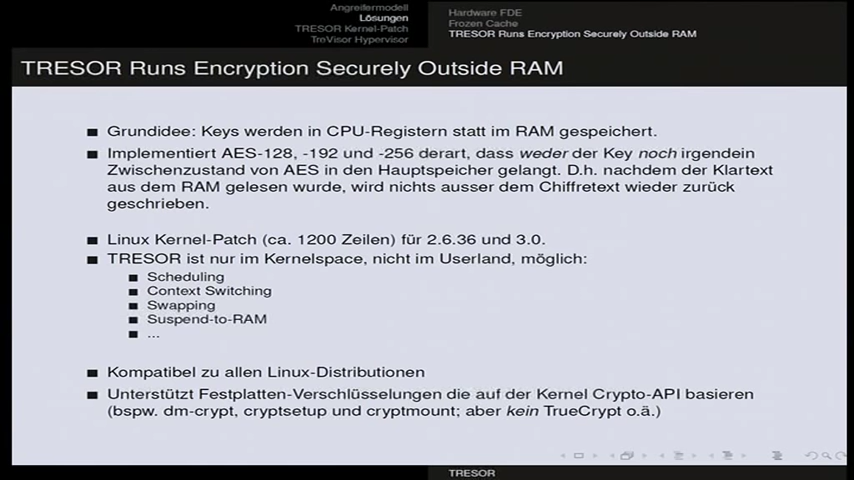 Angreifermodell
Lösungen
TRESOR Kernel-Patch
TreVisor Hypervisor
Hardware FDE
Frozen Cache
TRESOR Runs Encryption Securely Outside RAM
TRESOR Runs Encryption Securely Outside RAM
Grundidee: Keys werden in CPU-Registern statt im RAM gespeichert.
Implementiert AES-128, -192 und -256 derart, dass weder der Key noch irgendein
Zwischenzustand von AES in den Hauptspeicher gelangt. D.h. nachdem der Klartext
aus dem RAM gelesen wurde, wird nichts ausser dem Chiffretext wieder zurück
geschrieben.
Linux Kernel-Patch (ca. 1200 Zeilen) für 2.6.36 und 3.0.
TRESOR ist nur im Kernelspace, nicht im Userland, möglich:
Scheduling
Context Switching
Swapping
Suspend-to-RAM
...
Kompatibel zu allen Linux-Distributionen
Unterstützt Festplatten-Verschlüsselungen die auf der Kernel Crypto-API basieren
(bspw. dm-crypt, cryptsetup und cryptmount; aber kein TrueCrypt o.ä.)
TRESOR